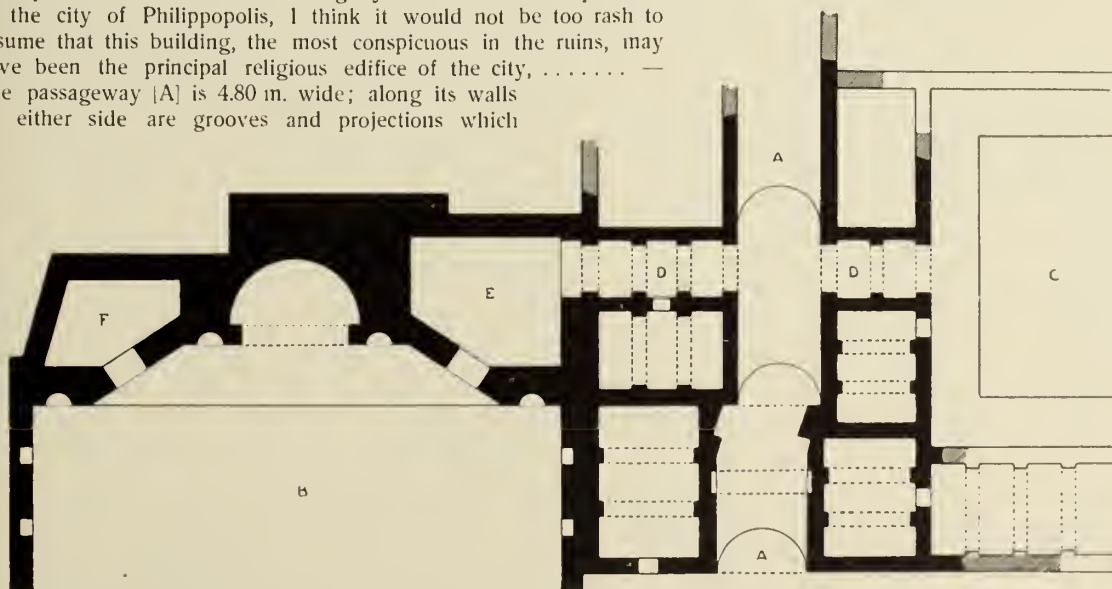 the city of Philippopolis, I think it would not be too rash to
sume that this building, the most conspicuous in the ruins, may
ve been the principal religious edifice of the city, ....... —
e passageway [A] is 4.80 m. wide; along its walls
either side are grooves and projections which
A
D
D
C
E
F
B
A